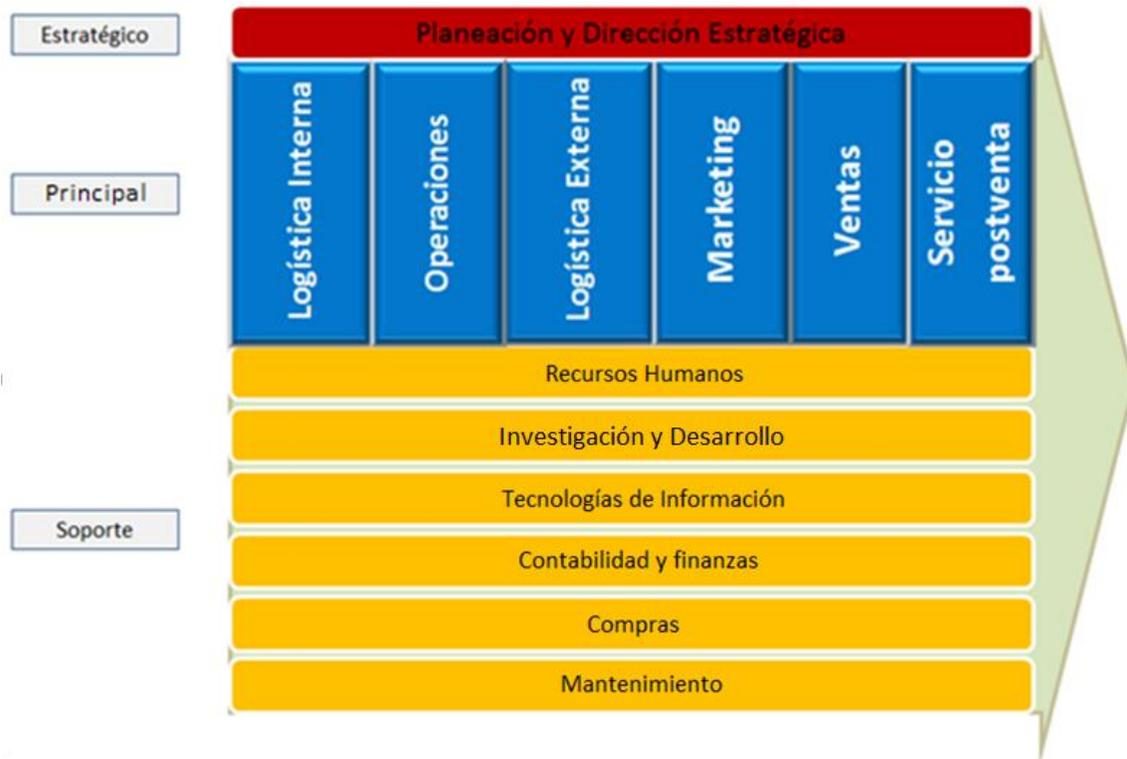 Estratégico
Planeación y Dirección Estratégica
Principal
Logística Interna
Operaciones
Logística Externa
Marketing
Ventas
Servicio
postventa
Soporte
Recursos Humanos
Investigación y Desarrollo
Tecnologías de Información
Contabilidad y finanzas
Compras
Mantenimiento